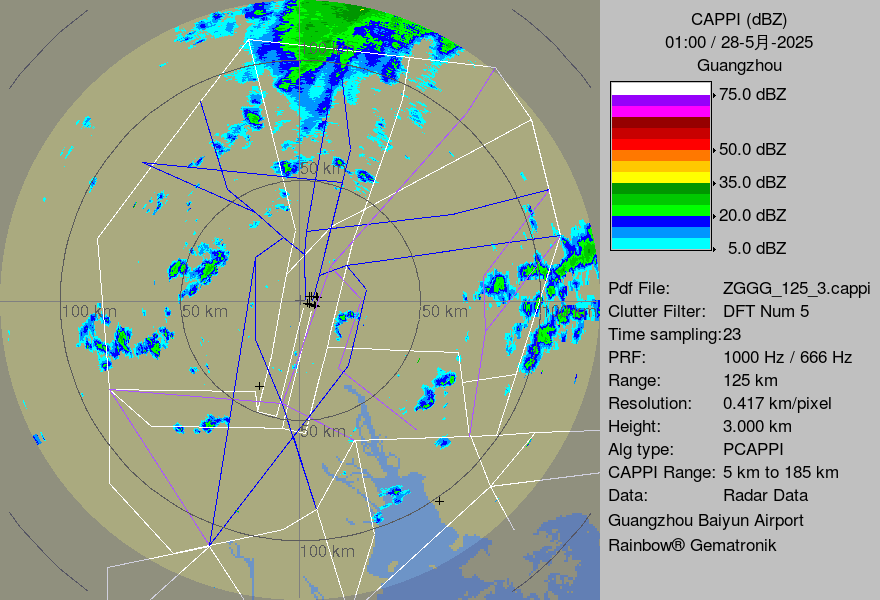 CAPPI (dBZ)
01:00 / 28-5月-2025
Guangzhou
75.0 dBZ
50.0 dBZ
35.0 dBZ
20.0 dBZ
5.0 dBZ
Pdf File: ZGGG_125_3.cappi
Clutter Filter: DFT Num 5
Time sampling:23
PRF: 1000 Hz / 666 Hz
Range: 125 km
Resolution: 0.417 km/pixel
Height: 3.000 km
Alg type: PCAPPI
CAPPI Range: 5 km to 185 km
Data: Radar Data
Guangzhou Baiyun Airport
Rainbow® Gematronik
100 km
50 km
100 km
50 km
50 km
100 km
50 km
100 km